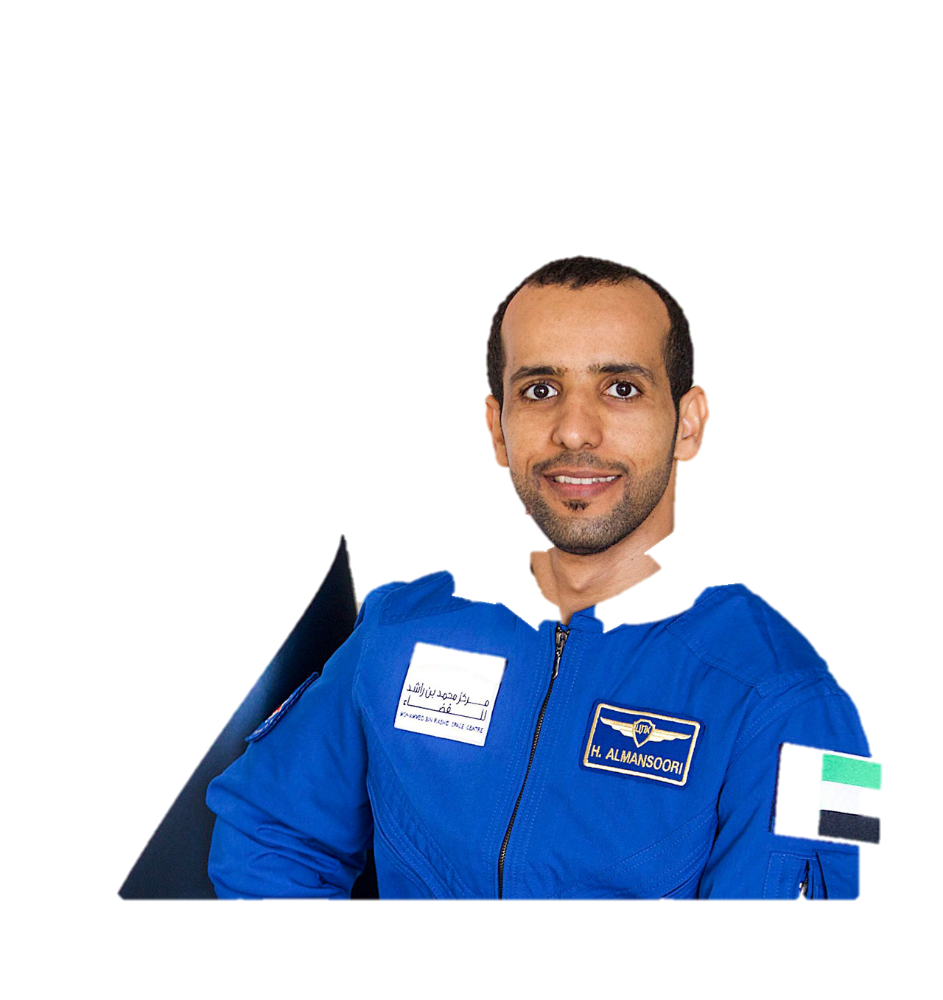 مركز محمد بن راشد
للفضاء
MOHAMMED BIN RASHID SPACE CENTRE
H. ALMANSOORI